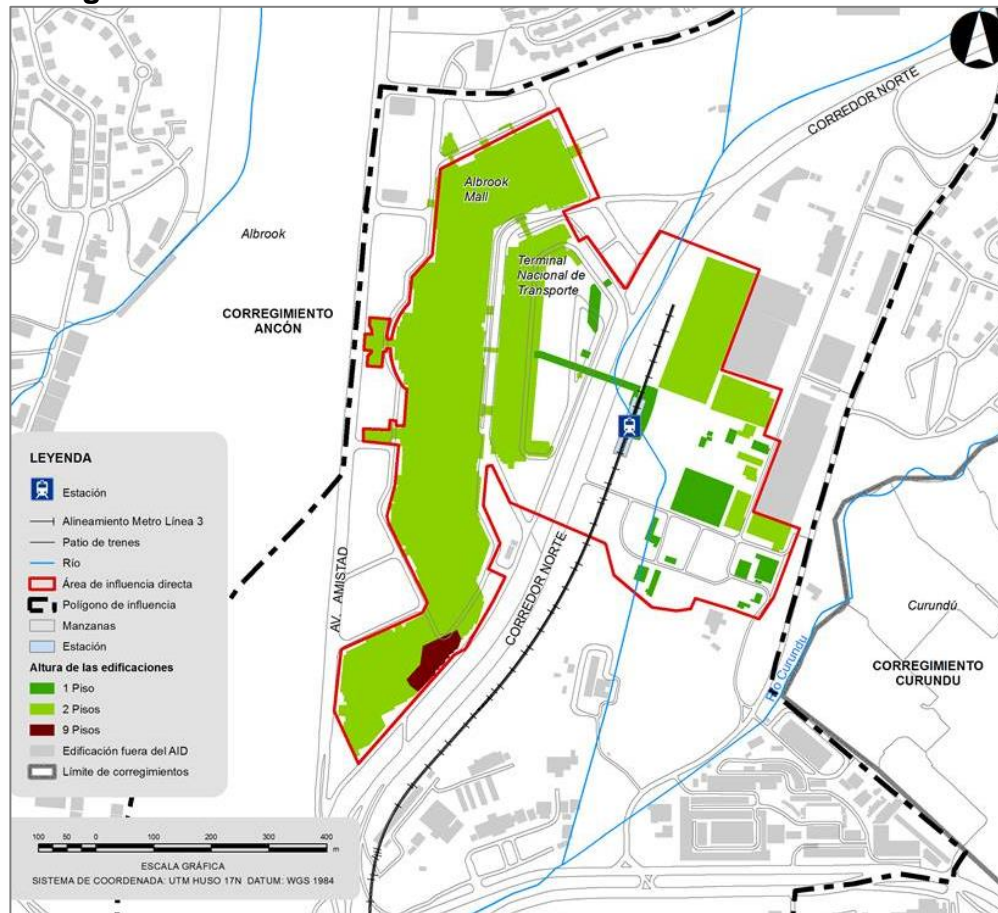 CORREDOR NORTE
Albrook
Mall
Albrook
Terminal
Nacional de
Transporte
CORREGIMIENTO
ANCÓN
LEYENDA
Estación
Alineamiento Metro Línea 3
Patio de trenes
Río
Área de influencia directa
Polígono de influencia
Manzanas
Estación
Altura de las edificaciones
1 Piso
2 Pisos
9 Pisos
Edificación fuera del AID
Límite de corregimientos
AV. AMISTAD
CORREDOR NORTE
Curundú
CORREGIMIENTO
CURUNDU
Río Curundu
100 50 0 100 200 300 400
m
ESCALA GRÁFICA
SISTEMA DE COORDENADA: UTM HUSO 17N DATUM: WGS 1984